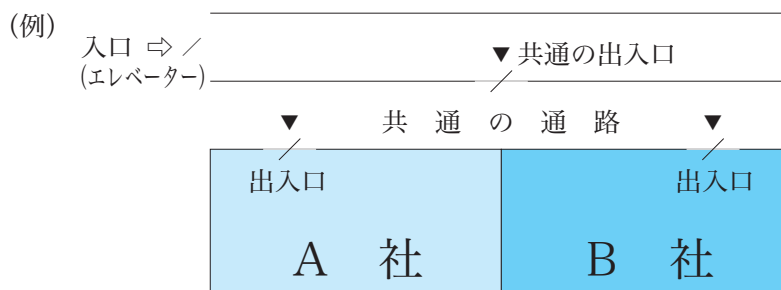 (例)
入口 ⇨
(エレベーター)
▼共通の出入口
▼ 共通の通路 ▼
出入口 出入口
A 社 B 社